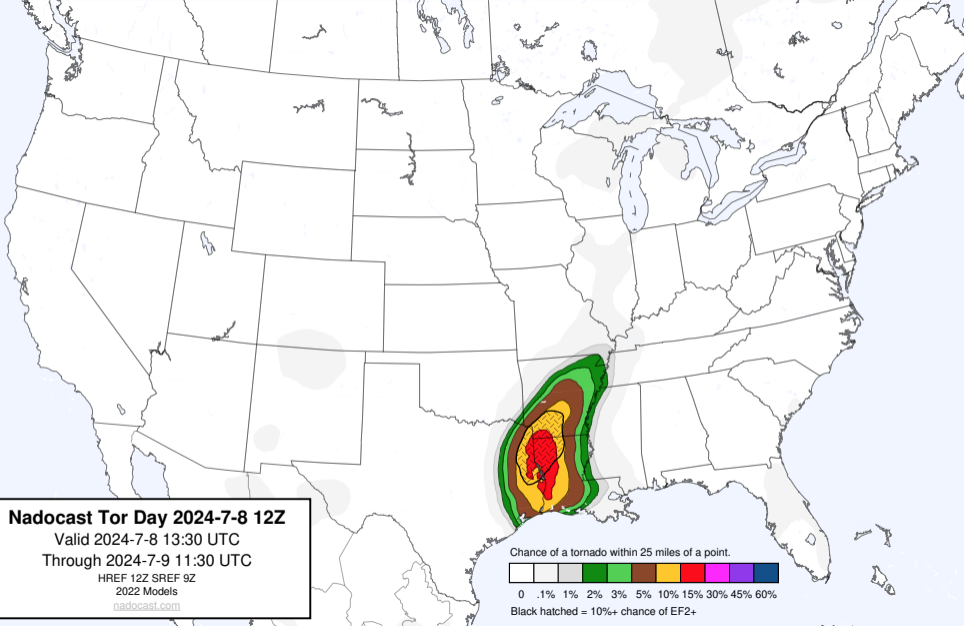 Nadocast Tor Day 2024-7-8 12Z
Valid 2024-7-8 13:30 UTC
Through 2024-7-9 11:30 UTC
HREF 12Z SREF 9Z
2022 Models
nadocast.com
Chance of a tornado within 25 miles of a point.
0 .1% 1% 2% 3% 5% 10% 15% 30% 45% 60%
Black hatched = 10%+ chance of EF2+